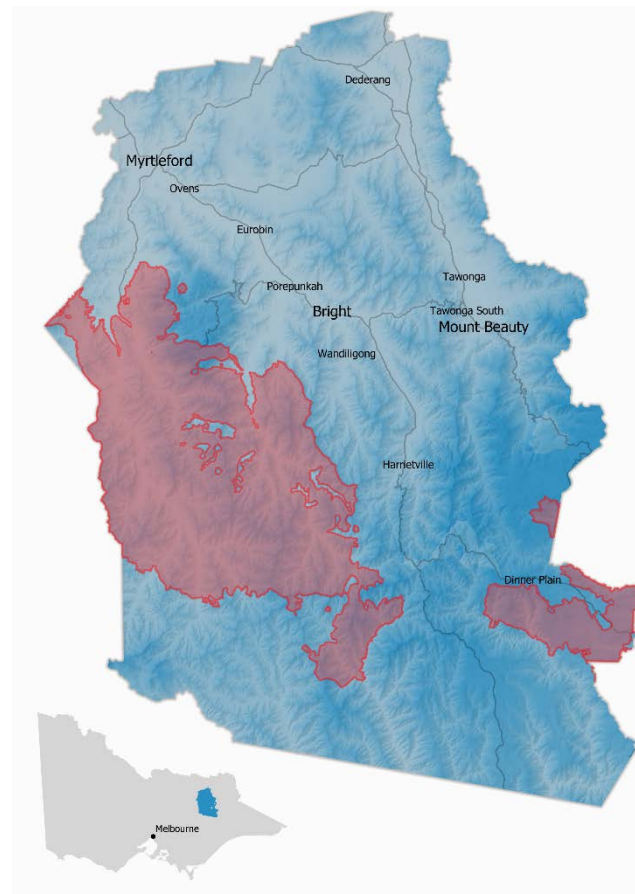 Dederang
Myrtleford
Ovens
Eurobin
Tawonga
Porepunkah
Bright
Tawonga South
Mount Beauty
Wandiligong
Harrietville
Dinner Plain
Melbourne